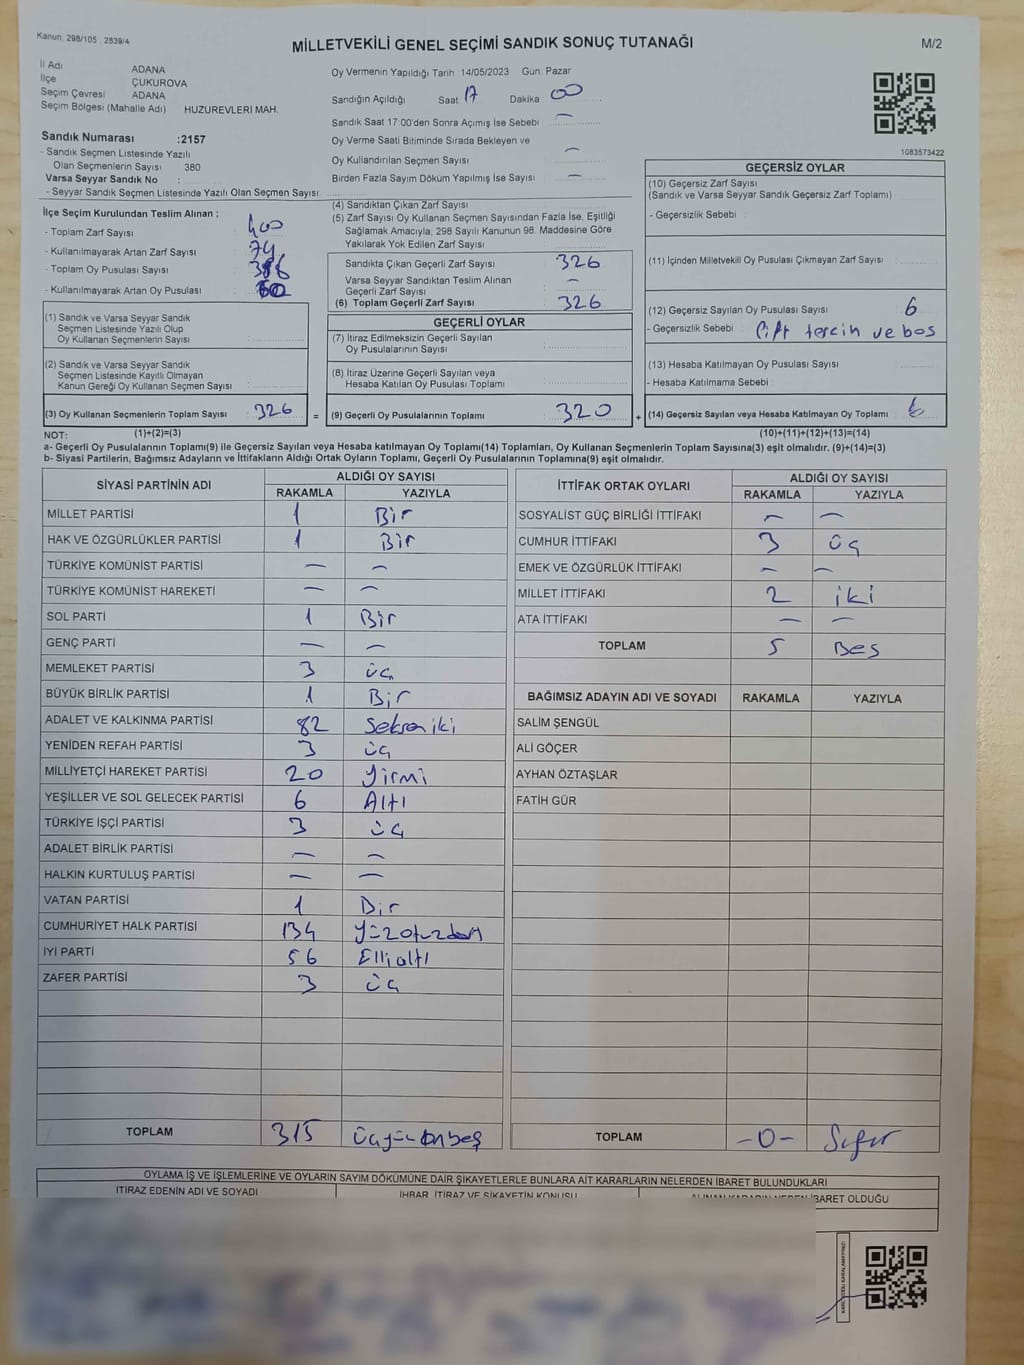 Kanun. 298/105 , 2839/4
MİLLETVEKİLİ GENEL SEÇİMİ SANDIK SONUÇ TUTANAĞI
M/2
İl Adı ADANA
İlçe ÇUKUROVA
Seçim Çevresi ADANA
Seçim Bölgesi (Mahalle Adı) HUZUREVLERİ MAH.
Sandık Numarası :2157
- Sandık Seçmen Listesinde Yazılı
Olan Seçmenlerin Sayısı 380
Varsa Seyyar Sandık No :
- Seyyar Sandık Seçmen Listesinde Yazılı Olan Seçmen Sayısı:
Oy Vermenin Yapıldığı Tarih 14/05/2023 Gün: Pazar
Sandığın Açıldığı Saat 17 Dakika 00
Sandık Saat 17:00'den Sonra Açımış İse Sebebi –
Oy Verme Saati Bitiminde Sırada Bekleyen ve
Oy Kullandırılan Seçmen Sayısı –
Birden Fazla Sayım Döküm Yapılmış İse Sayısı –
1083573422
İlçe Seçim Kurulundan Teslim Alınan :
- Toplam Zarf Sayısı 400
- Kullanılmayarak Artan Zarf Sayısı 74
- Toplam Oy Pusulası Sayısı
- Kullanılmayarak Artan Oy Pusulası
(4) Sandıktan Çıkan Zarf Sayısı
(5) Zarf Sayısı Oy Kullanan Seçmen Sayısından Fazla İse, Eşitliği
Sağlamak Amacıyla, 298 Sayılı Kanunun 98. Maddesine Göre
Yakılarak Yok Edilen Zarf Sayısı
Sandıkta Çıkan Geçerli Zarf Sayısı 326
Varsa Seyyar Sandıktan Teslim Alınan
Geçerli Zarf Sayısı –
(6) Toplam Geçerli Zarf Sayısı 326
GEÇERSİZ OYLAR
(10) Geçersiz Zarf Sayısı
(Sandık ve Varsa Seyyar Sandık Geçersiz Zarf Toplamı)
- Geçersizlik Sebebi
(11) İçinden Milletvekili Oy Pusulası Çıkmayan Zarf Sayısı
(12) Geçersiz Sayılan Oy Pusulası Sayısı 6
- Geçersizlik Sebebi Çift tercih ve boş
(13) Hesaba Katılmayan Oy Pusulası Sayısı
- Hesaba Katılmama Sebebi
(14) Geçersiz Sayılan veya Hesaba Katılmayan Oy Toplamı 6
(1) Sandık ve Varsa Seyyar Sandık
Seçmen Listesinde Yazılı Olup
Oy Kullanan Seçmenlerin Sayısı
(2) Sandık ve Varsa Seyyar Sandık
Seçmen Listesinde Kayıtlı Olmayan
Kanun Gereği Oy Kullanan Seçmen Sayısı
(3) Oy Kullanan Seçmenlerin Toplam Sayısı 326 =
GEÇERLİ OYLAR
(7) İtiraz Edilmeksizin Geçerli Sayılan
Oy Pusulalarının Sayısı
(8) İtiraz Üzerine Geçerli Sayılan veya
Hesaba Katılan Oy Pusulası Toplamı
(9) Geçerli Oy Pusulalarının Toplamı 320 +
NOT: (1)+(2)=(3) (10)+(11)+(12)+(13)=(14)
a- Geçerli Oy Pusulalarının Toplamı(9) ile Geçersiz Sayılan veya Hesaba katılmayan Oy Toplamı(14) Toplamları, Oy Kullanan Seçmenlerin Toplam Sayısına(3) eşit olmalıdır. (9)+(14)=(3)
b- Siyasi Partilerin, Bağımsız Adayların ve İttifakların Aldığı Ortak Oyların Toplamı, Geçerli Oy Pusulalarının Toplamına(9) eşit olmalıdır.
SİYASİ PARTİNİN ADI ALDIĞI OY SAYISI
RAKAMLA YAZIYLA
MİLLET PARTİSİ 1 Bir
HAK VE ÖZGÜRLÜKLER PARTİSİ 1 Bir
TÜRKİYE KOMÜNİST PARTİSİ – –
TÜRKİYE KOMÜNİST HAREKETİ – –
SOL PARTİ 1 Bir
GENÇ PARTİ – –
MEMLEKET PARTİSİ 3 üç
BÜYÜK BİRLİK PARTİSİ 1 Bir
ADALET VE KALKINMA PARTİSİ 82 Seksen iki
YENİDEN REFAH PARTİSİ 3 üç
MİLLİYETÇİ HAREKET PARTİSİ 20 Yirmi
YEŞİLLER VE SOL GELECEK PARTİSİ 6 Altı
TÜRKİYE İŞÇİ PARTİSİ 3 üç
ADALET BİRLİK PARTİSİ – –
HALKIN KURTULUŞ PARTİSİ – –
VATAN PARTİSİ 1 Bir
CUMHURİYET HALK PARTİSİ 134 Yüzotuzdört
İYİ PARTİ 56 Elli altı
ZAFER PARTİSİ 3 üç
TOPLAM 315 üçyüz onbeş
İTTİFAK ORTAK OYLARI ALDIĞI OY SAYISI
RAKAMLA YAZIYLA
SOSYALİST GÜÇ BİRLİĞİ İTTİFAKI – –
CUMHUR İTTİFAKI 3 üç
EMEK VE ÖZGÜRLÜK İTTİFAKI – –
MİLLET İTTİFAKI 2 iki
ATA İTTİFAKI – –
TOPLAM 5 Beş
BAĞIMSIZ ADAYIN ADI VE SOYADI RAKAMLA YAZIYLA
SALİM ŞENGÜL
ALİ GÖÇER
AYHAN ÖZTAŞLAR
FATİH GÜR
TOPLAM -0- Sıfır
OYLAMA İŞ VE İŞLEMLERİNE VE OYLARIN SAYIM DÖKÜMÜNE DAİR ŞİKAYETLERLE BUNLARA AİT KARARLARIN NELERDEN İBARET BULUNDUKLARI
İTİRAZ EDENİN ADI VE SOYADI İHBAR, İTİRAZ VE ŞİKAYETİN KONUSU ALINAN KARARIN NEDEN İBARET OLDUĞU